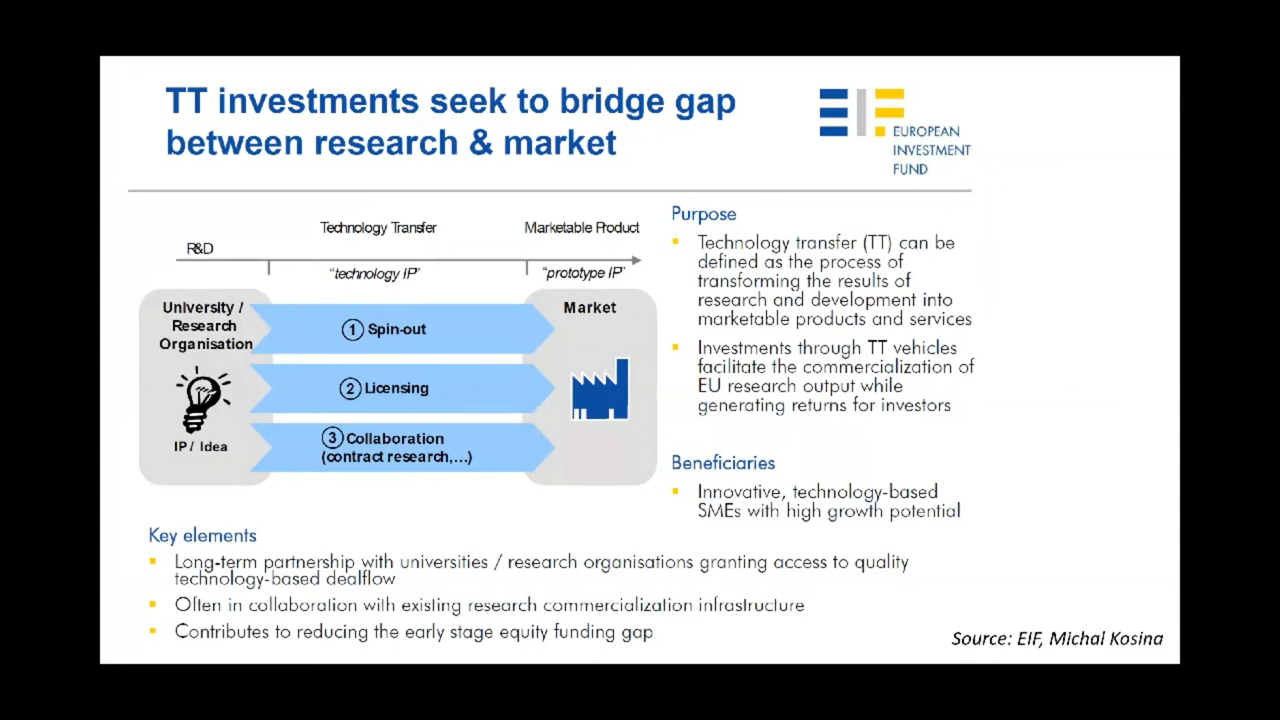 TT investments seek to bridge gap
between research & market
EUROPEAN
INVESTMENT
FUND
R&D
Technology Transfer
Marketable Product
"technology IP"
"prototype IP"
University /
Research
Organisation
IP / Idea
1 Spin-out
2 Licensing
3 Collaboration
(contract research,...)
Market
Purpose
Technology transfer (TT) can be
defined as the process of
transforming the results of
research and development into
marketable products and services
Investments through TT vehicles
facilitate the commercialization of
EU research output while
generating returns for investors
Beneficiaries
Innovative, technology-based
SMEs with high growth potential
Key elements
Long-term partnership with universities / research organisations granting access to quality
technology-based dealflow
Often in collaboration with existing research commercialization infrastructure
Contributes to reducing the early stage equity funding gap
Source: EIF, Michal Kosina